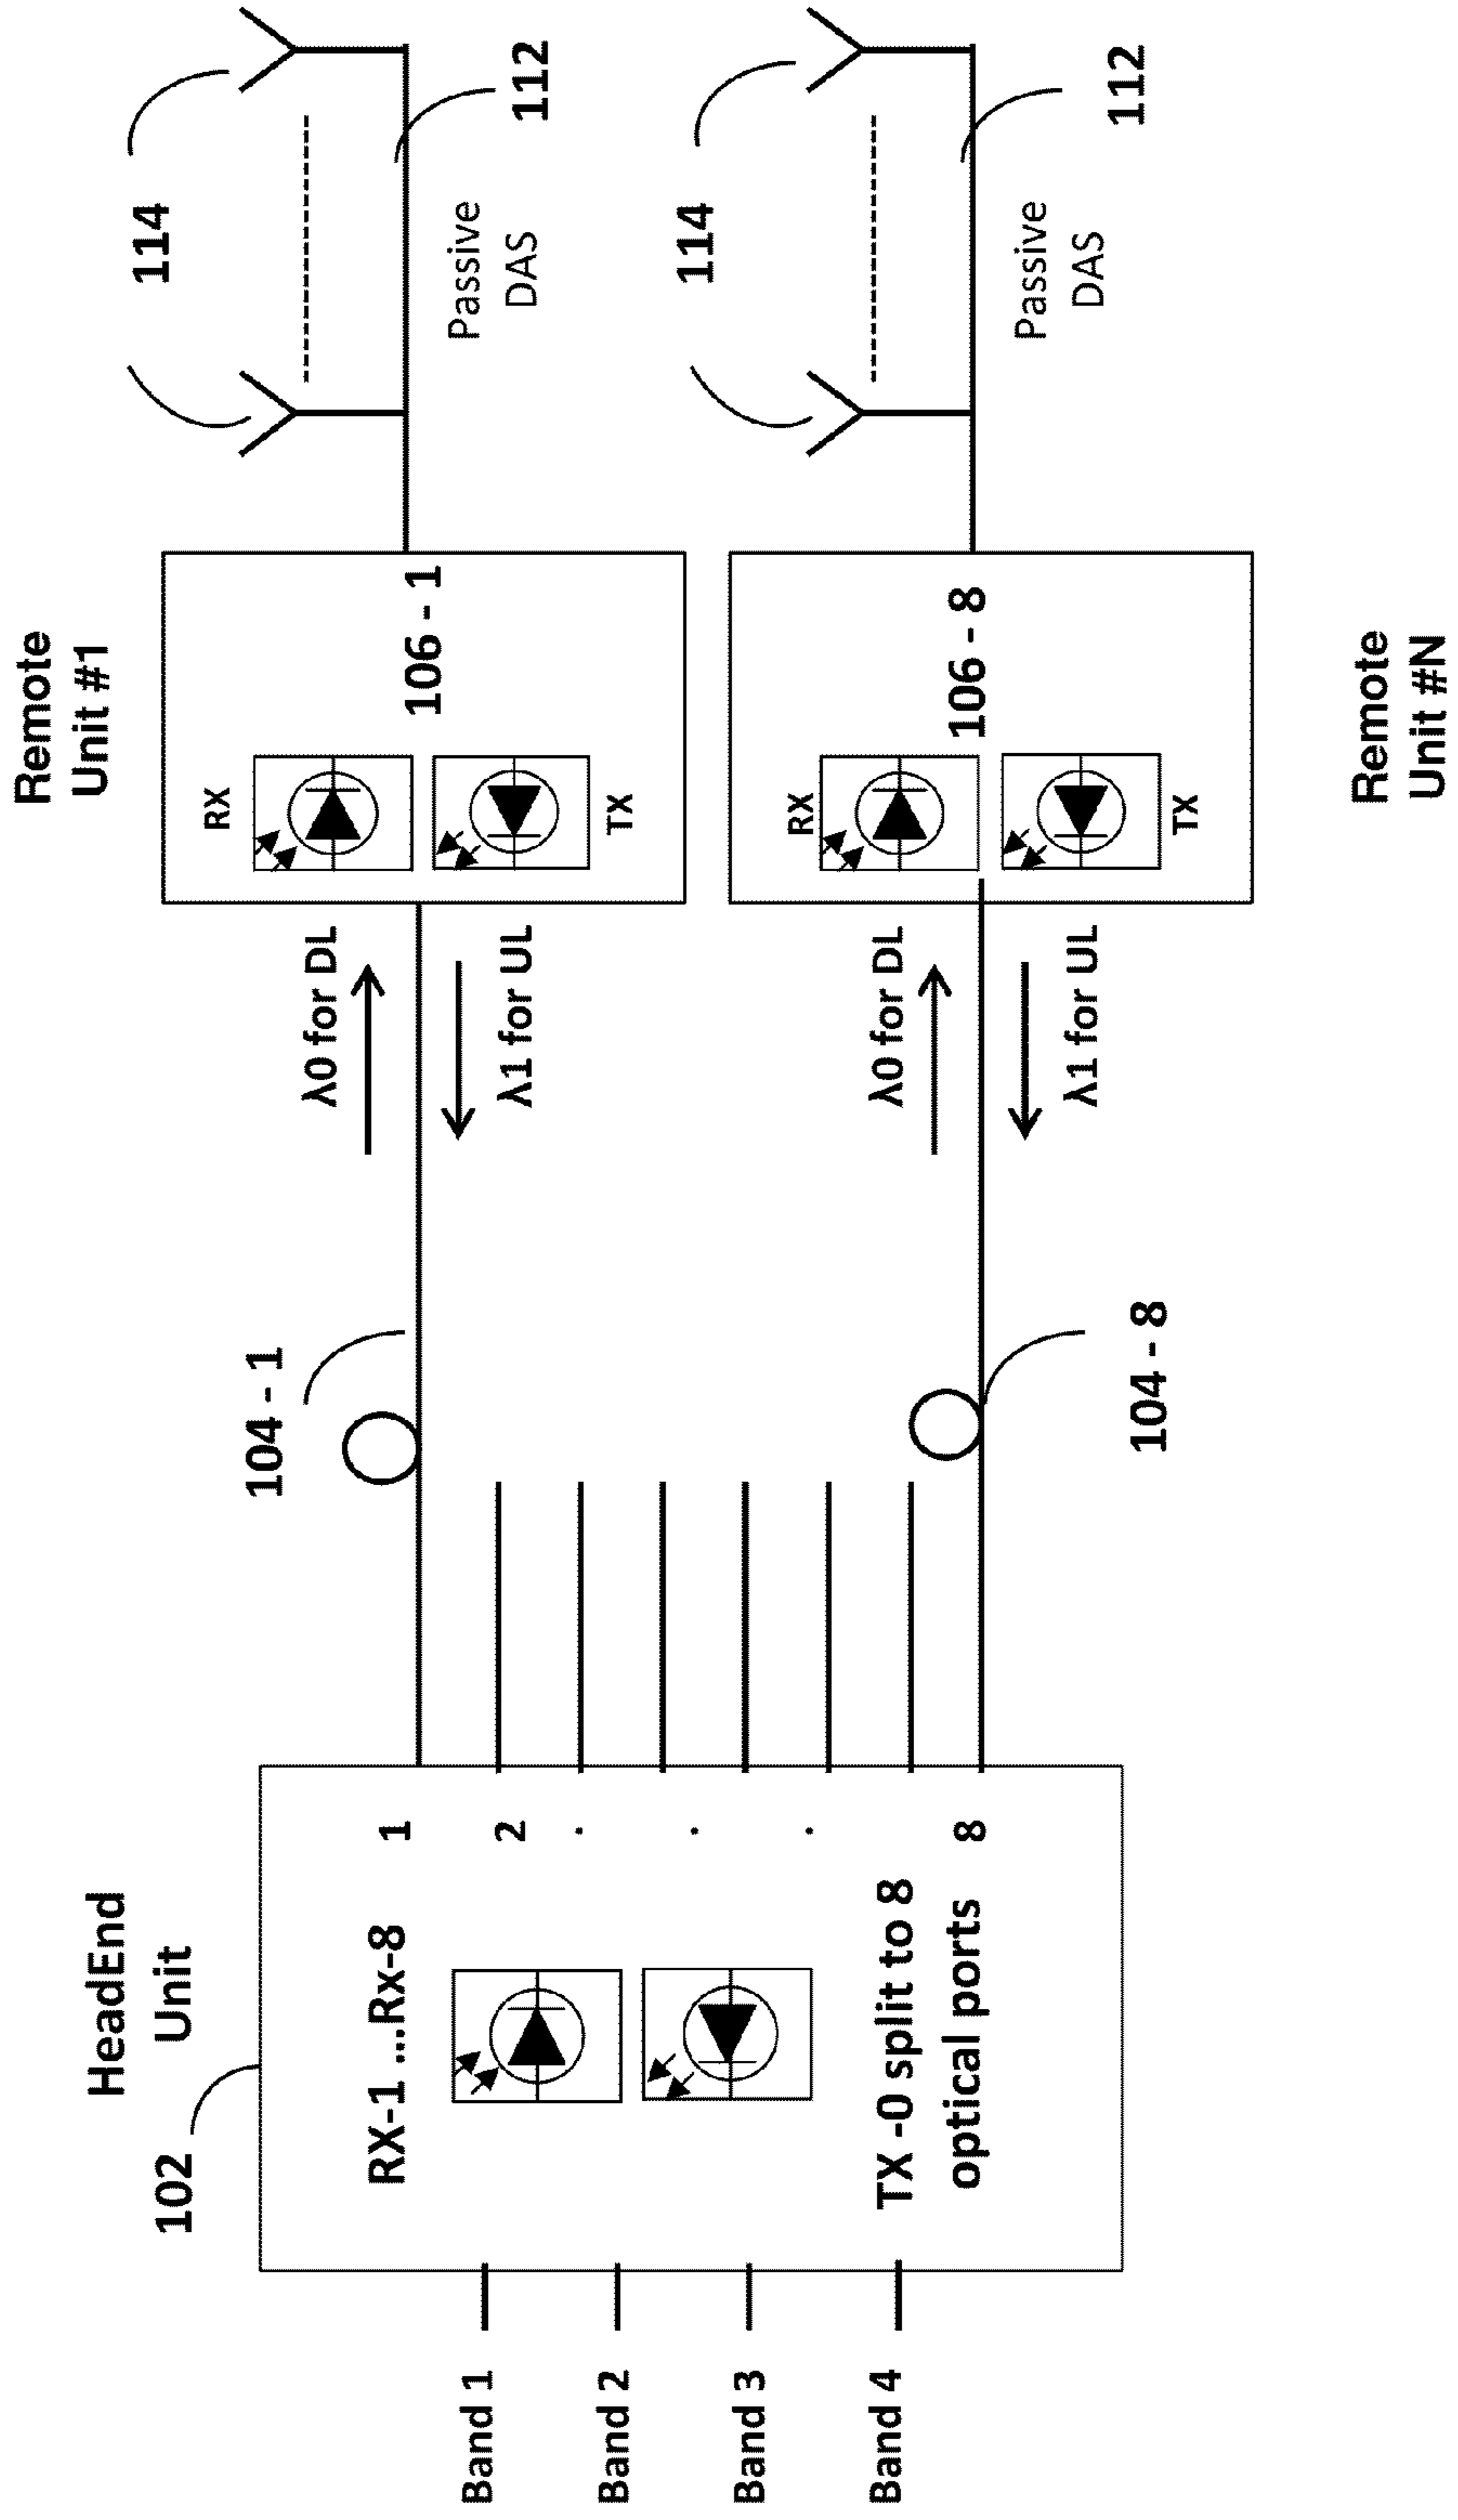 HeadEnd
Unit
102
Band 1
Band 2
Band 3
Band 4
RX-1 ...Rx-8
TX -0 split to 8
optical ports
1
2
.
.
.
8
104 - 1
104 - 8
λ0 for DL
λ1 for UL
λ0 for DL
λ1 for UL
Remote
Unit #1
RX
TX
106 - 1
Remote
Unit #N
RX
TX
106 - 8
114
112
Passive
DAS
114
112
Passive
DAS